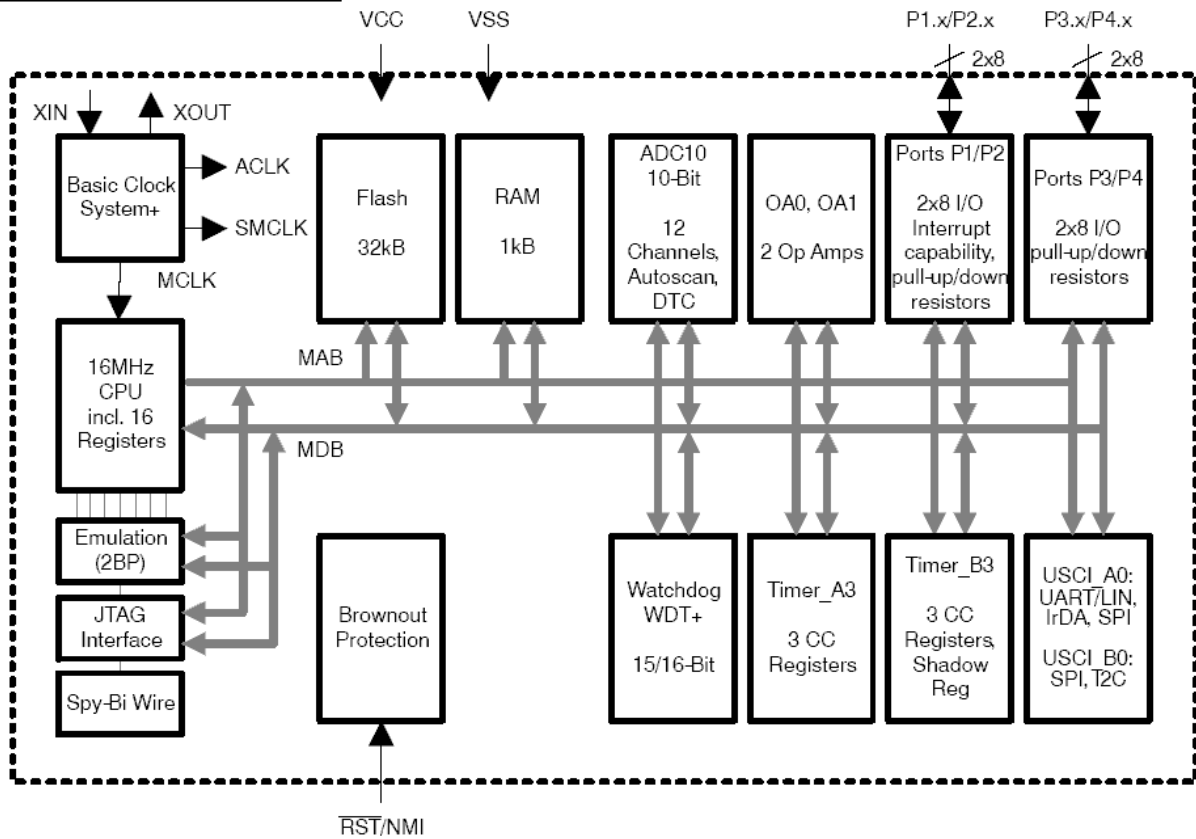 VCC
VSS
P1.x/P2.x
P3.x/P4.x
2x8
2x8
XIN
XOUT
Basic Clock
System+
ACLK
SMCLK
MCLK
Flash
32kB
RAM
1kB
ADC10
10-Bit
12
Channels,
Autoscan,
DTC
OA0, OA1
2 Op Amps
Ports P1/P2
2x8 I/O
Interrupt
capability,
pull-up/down
resistors
Ports P3/P4
2x8 I/O
pull-up/down
resistors
16MHz
CPU
incl. 16
Registers
MAB
MDB
Emulation
(2BP)
JTAG
Interface
Spy-Bi Wire
Brownout
Protection
Watchdog
WDT+
15/16-Bit
Timer_A3
3 CC
Registers
Timer_B3
3 CC
Registers,
Shadow
Reg
USCI_A0:
UART/LIN,
IrDA, SPI
USCI_B0:
SPI, I2C
RST/NMI